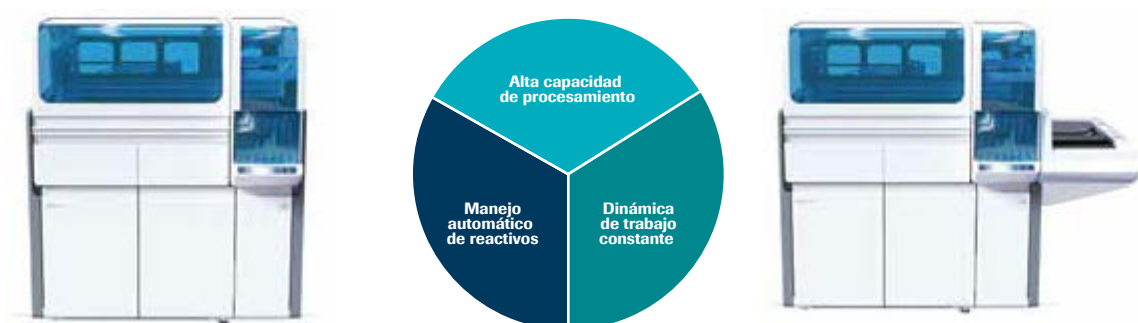 Alta capacidad
de procesamiento
Manejo
automático
de reactivos
Dinámica
de trabajo
constante